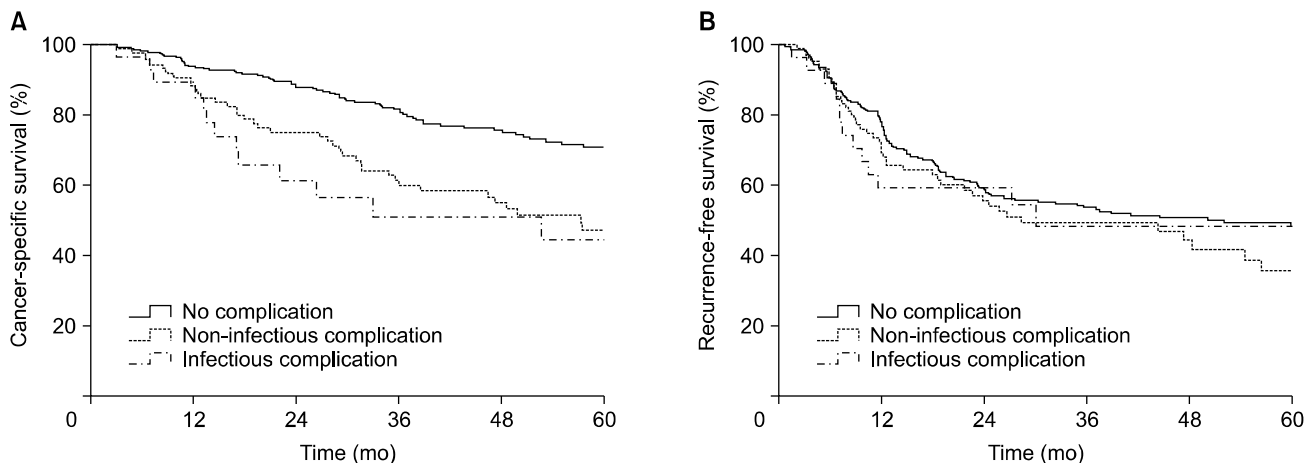 A
Cancer-specific survival (%)
100
80
60
40
20
0
No complication
Non-infectious complication
Infectious complication
12
24
36
48
60
Time (mo)
B
Recurrence-free survival (%)
100
80
60
40
20
0
No complication
Non-infectious complication
Infectious complication
12
24
36
48
60
Time (mo)